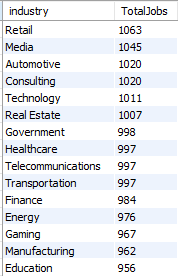 industry TotalJobs
Retail 1063
Media 1045
Automotive 1020
Consulting 1020
Technology 1011
Real Estate 1007
Government 998
Healthcare 997
Telecommunications 997
Transportation 997
Finance 984
Energy 976
Gaming 967
Manufacturing 962
Education 956